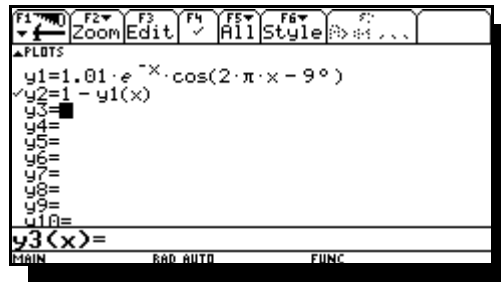 F1 F2 Zoom F3 Edit F4 ✓ F5 All F6 Style F7
▲PLOTS
y1=1.01·e^-x·cos(2·π·x-9°)
✓y2=1-y1(x)
y3=
y4=
y5=
y6=
y7=
y8=
y9=
y10=
y3(x)=
MAIN RAD AUTO FUNC